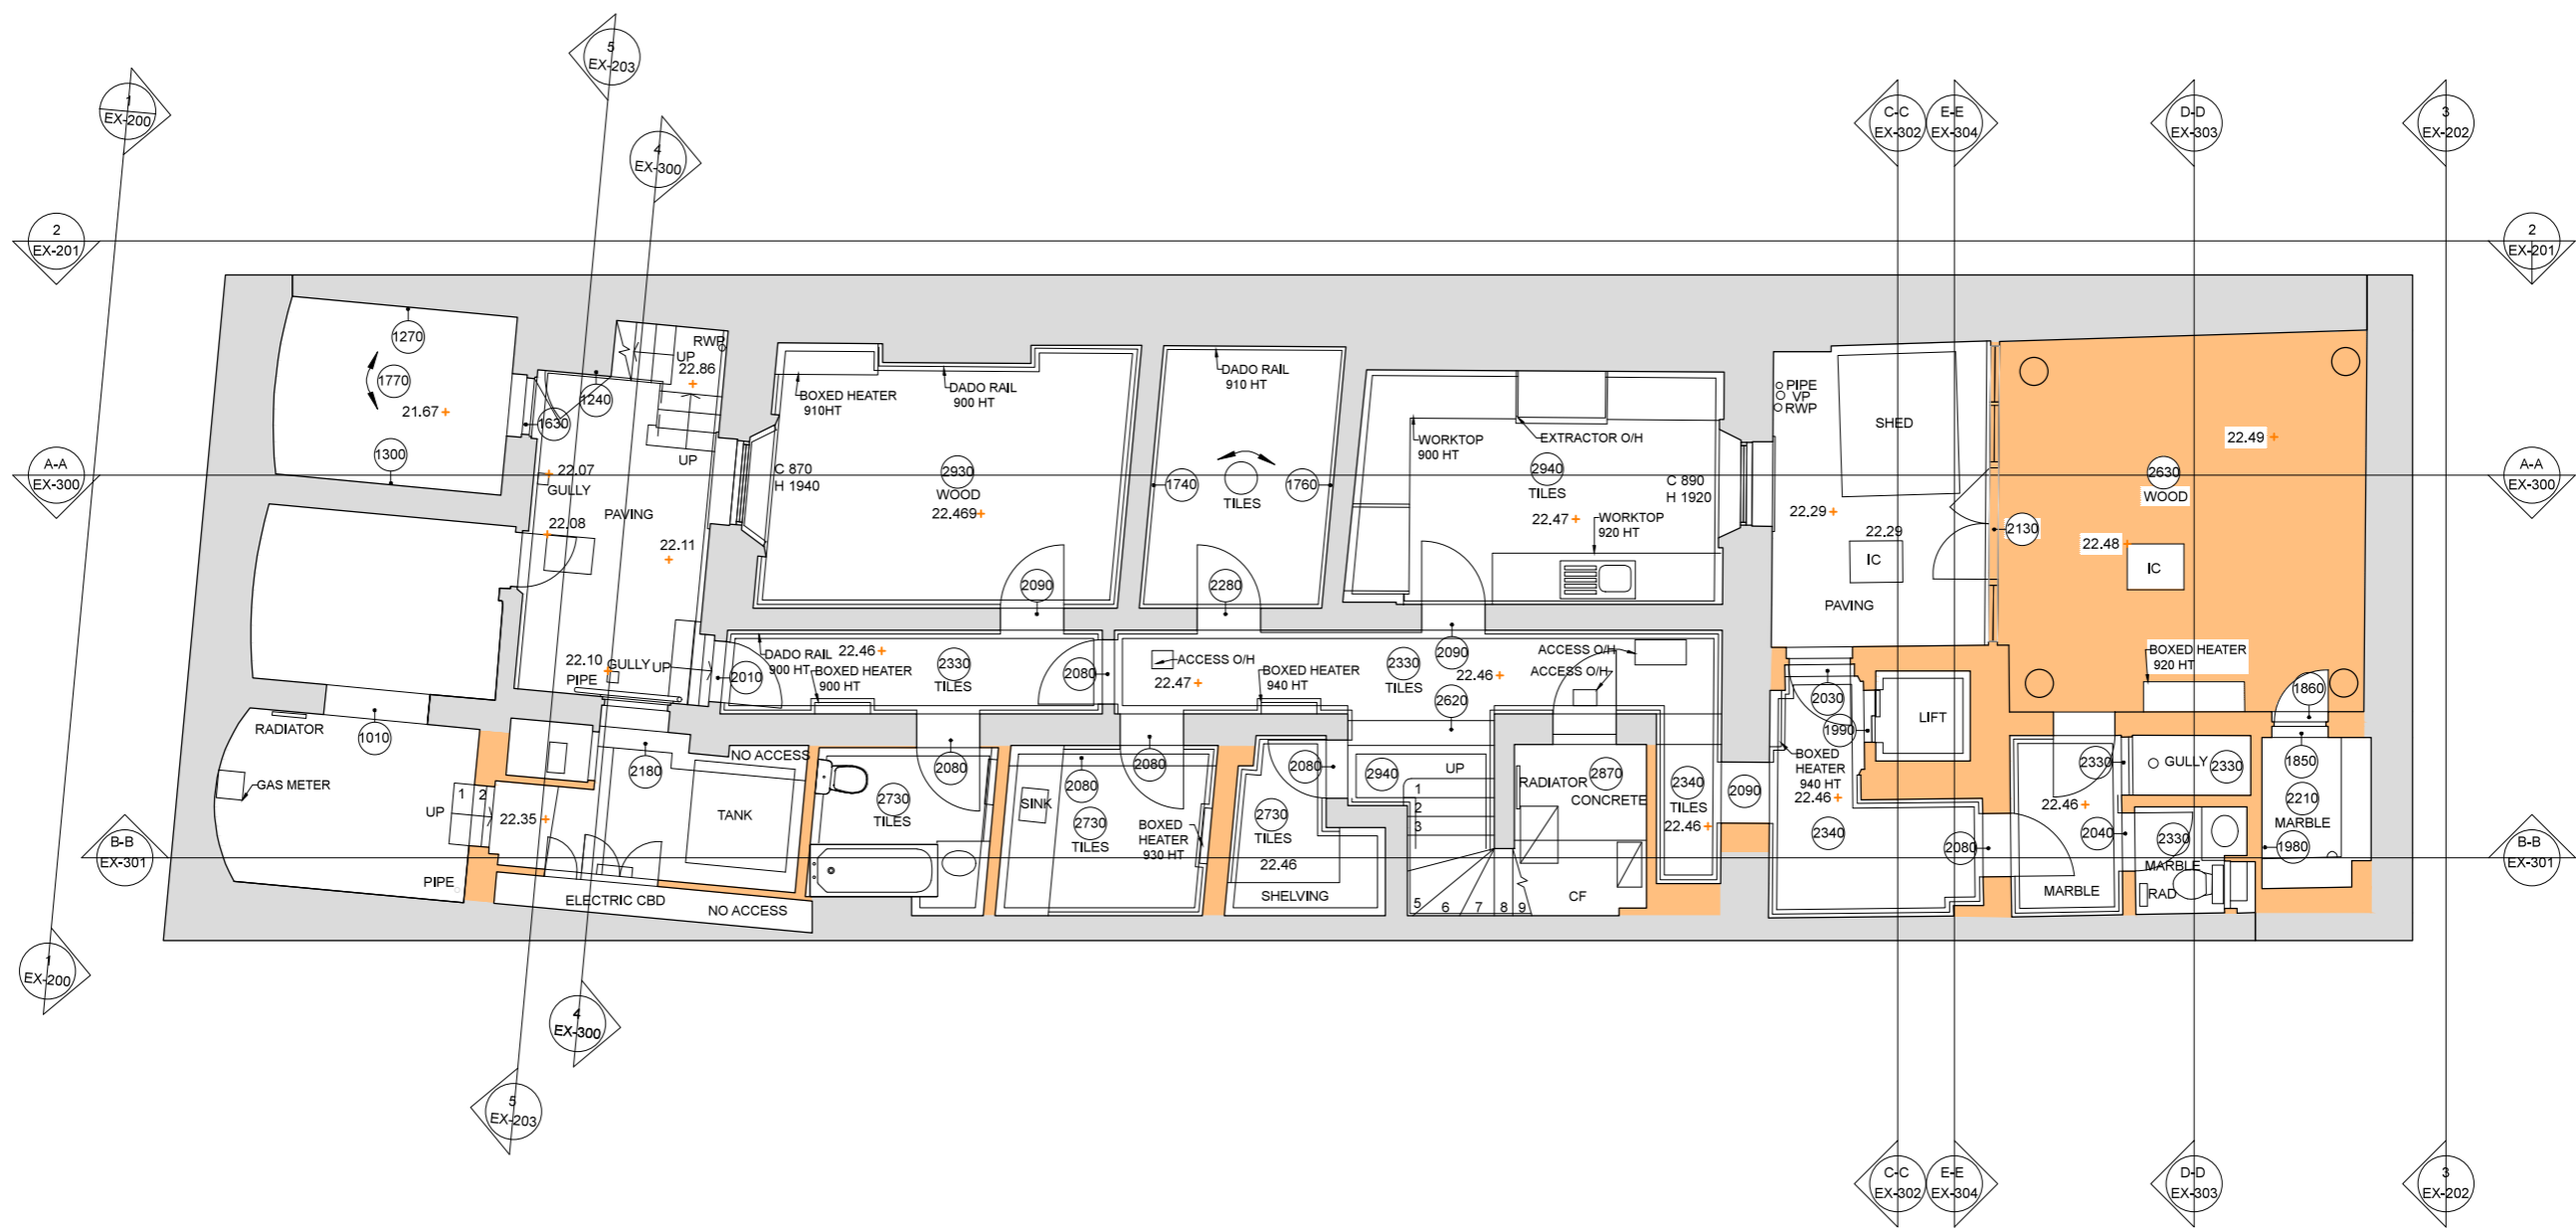 5
EX-203
1
EX-200
4
EX-300
C-C
EX-302
E-E
EX-304
D-D
EX-303
3
EX-202
2
EX-201
2
EX-201
A-A
EX-300
A-A
EX-300
1270
1770
21.67
1300
1630
1240
UP
RWP
22.86
UP
22.07
GULLY
PAVING
22.08
22.11
22.10
GULLY
UP
PIPE
2010
BOXED HEATER
910HT
DADO RAIL
900 HT
C 870
H 1940
2930
WOOD
22.469
2090
DADO RAIL
910 HT
1740
TILES
1760
2280
WORKTOP
900 HT
EXTRACTOR O/H
2940
TILES
22.47
C 890
H 1920
WORKTOP
920 HT
PIPE
VP
RWP
SHED
22.29
22.29
IC
PAVING
2130
22.49
2630
WOOD
22.48
IC
BOXED HEATER
920 HT
1860
DADO RAIL
900 HT
22.46
BOXED HEATER
900 HT
2330
TILES
2080
ACCESS O/H
22.47
BOXED HEATER
940 HT
2330
TILES
2090
22.46
2620
ACCESS O/H
ACCESS O/H
2030
1990
LIFT
BOXED
HEATER
940 HT
22.46
2340
2090
2340
TILES
22.46
RADIATOR
1010
GAS METER
UP
1
2
22.35
PIPE
2180
NO ACCESS
TANK
ELECTRIC CBD
NO ACCESS
2730
TILES
2080
SINK
2080
2730
TILES
2080
BOXED
HEATER
930 HT
2080
2730
TILES
22.46
SHELVING
2940
UP
1
2
3
5
6
7
8
9
RADIATOR
2870
CONCRETE
CF
2080
2330
GULLY
2330
22.46
2040
2330
MARBLE
MARBLE
RAD
1850
2210
MARBLE
1980
B-B
EX-301
B-B
EX-301
1
EX-200
4
EX-300
5
EX-203
C-C
EX-302
E-E
EX-304
D-D
EX-303
3
EX-202